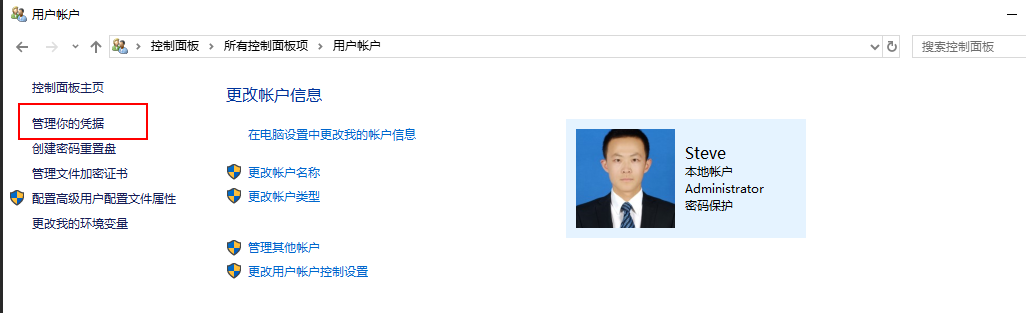 用户帐户
控制面板 › 所有控制面板项 › 用户帐户
搜索控制面板
控制面板主页
管理你的凭据
创建密码重置盘
管理文件加密证书
配置高级用户配置文件属性
更改我的环境变量
更改帐户信息
在电脑设置中更改我的帐户信息
更改帐户名称
更改帐户类型
管理其他帐户
更改用户帐户控制设置
Steve
本地帐户
Administrator
密码保护